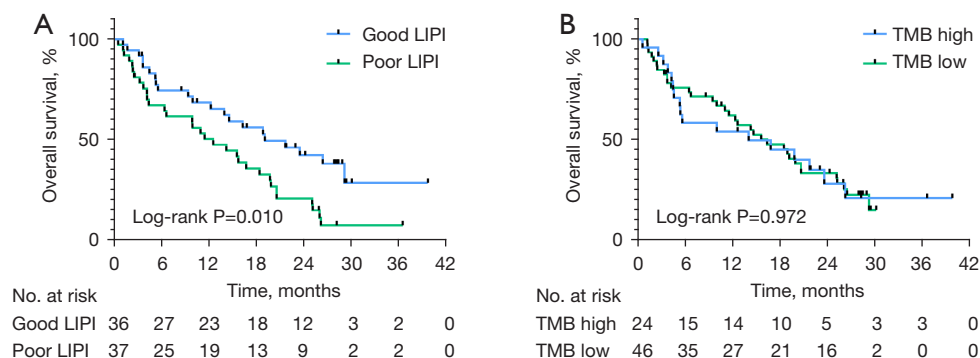 A
Good LIPI
Poor LIPI
Overall survival, %
100
50
0
Log-rank P=0.010
0 6 12 18 24 30 36 42
Time, months
No. at risk
Good LIPI 36 27 23 18 12 3 2 0
Poor LIPI 37 25 19 13 9 2 2 0
B
TMB high
TMB low
Overall survival, %
100
50
0
Log-rank P=0.972
0 6 12 18 24 30 36 42
Time, months
No. at risk
TMB high 24 15 14 10 5 3 3 0
TMB low 46 35 27 21 16 2 0 0